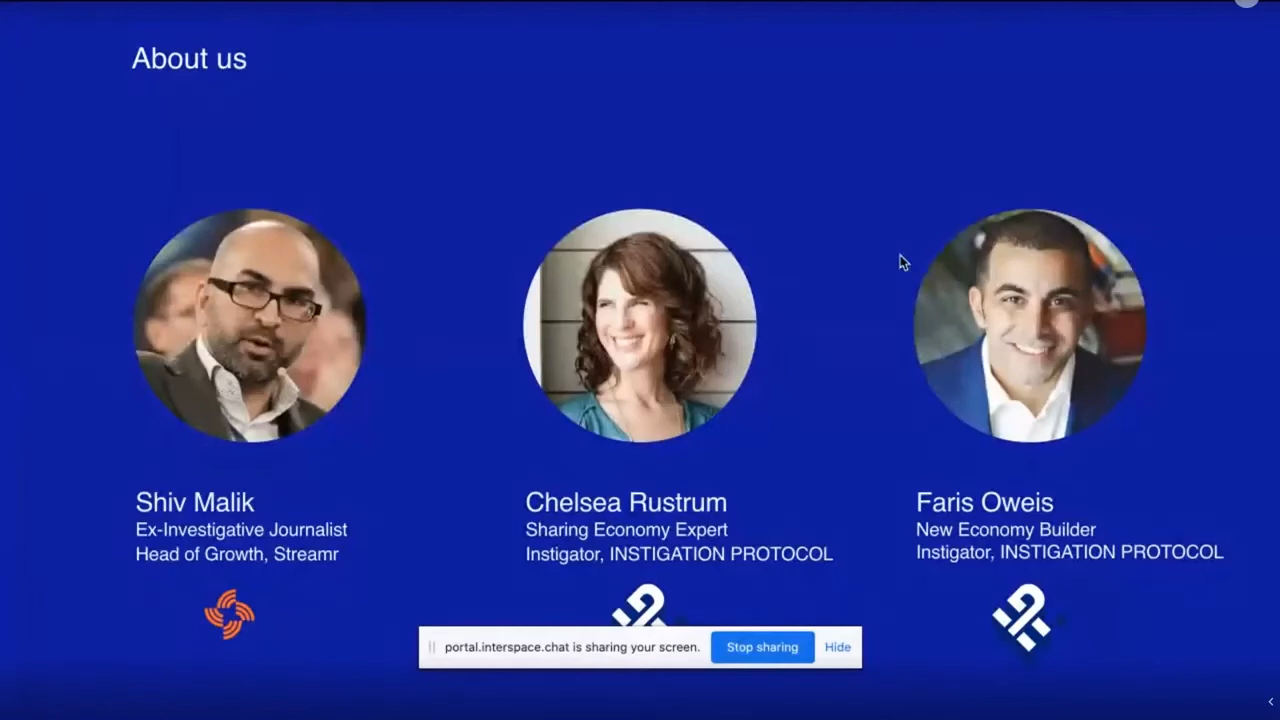 About us
Shiv Malik
Ex-Investigative Journalist
Head of Growth, Streamr
Chelsea Rustrum
Sharing Economy Expert
Instigator, INSTIGATION PROTOCOL
Faris Oweis
New Economy Builder
Instigator, INSTIGATION PROTOCOL
portal.interspace.chat is sharing your screen. Stop sharing Hide